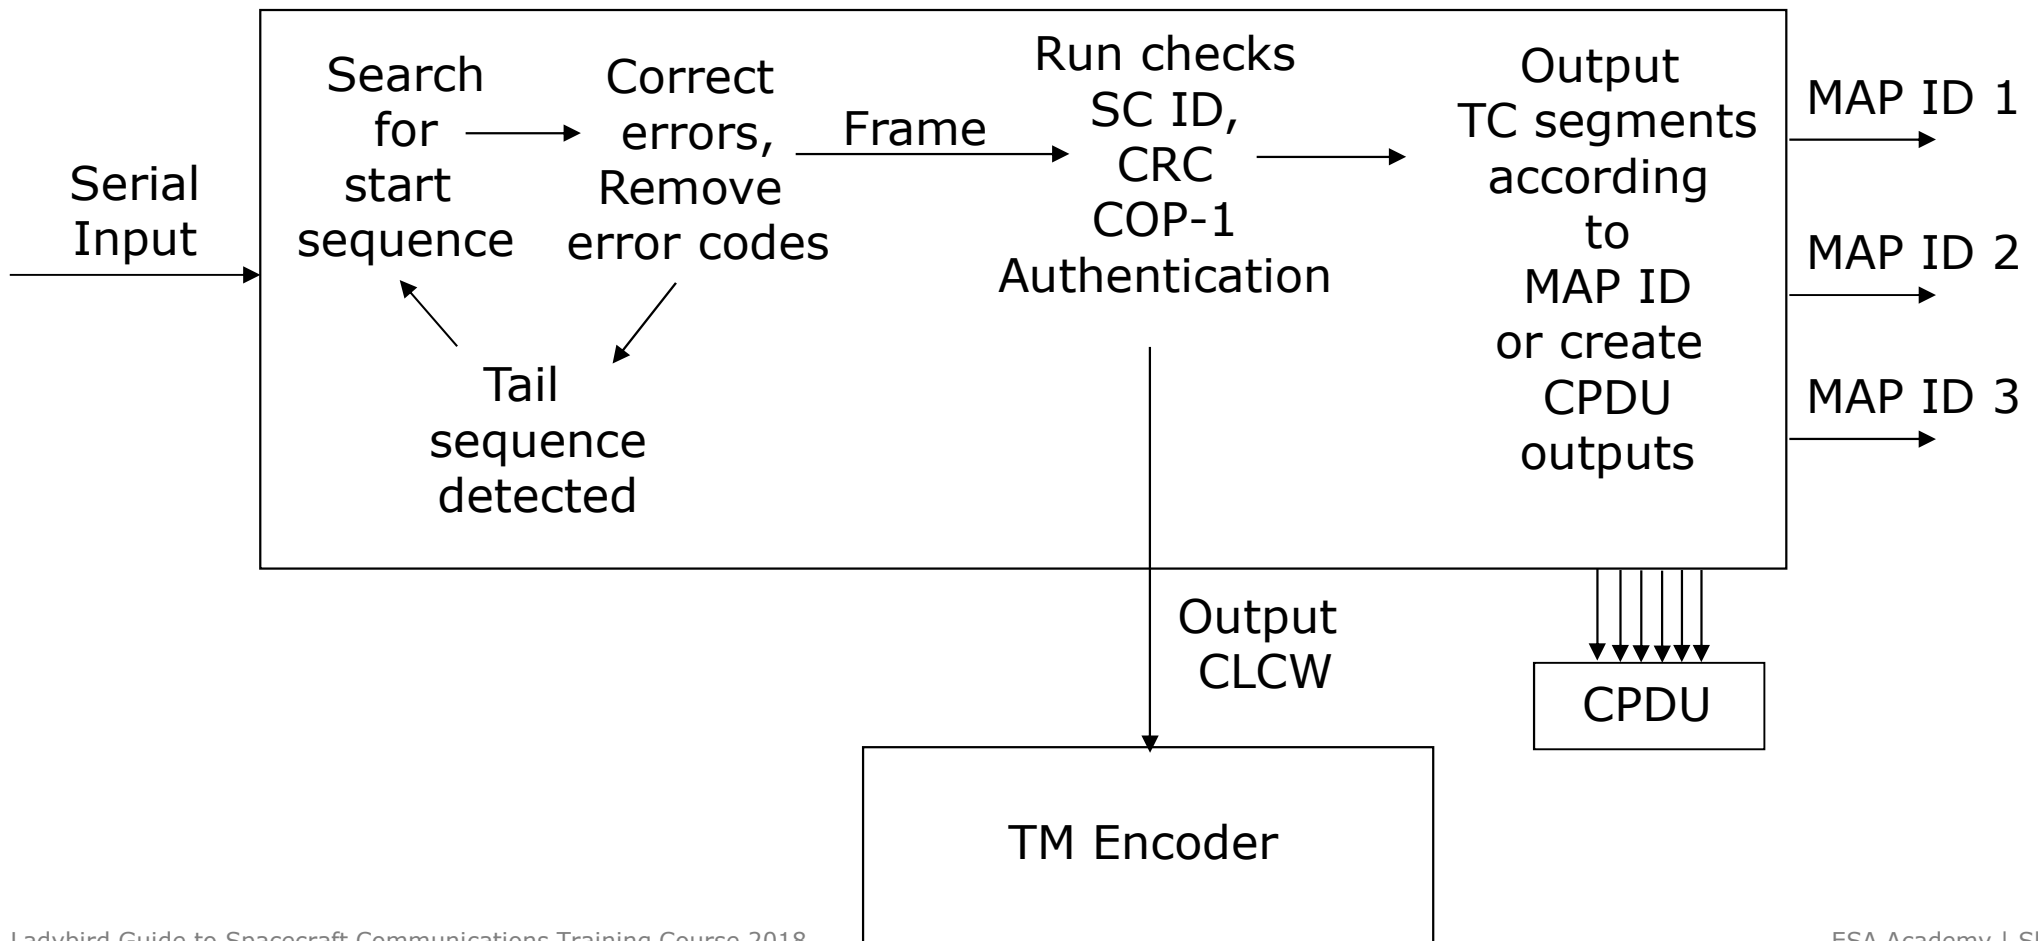 Serial
Input
Search
for
start
sequence
Correct
errors,
Remove
error codes
Tail
sequence
detected
Frame
Run checks
SC ID,
CRC
COP-1
Authentication
Output
TC segments
according
to
MAP ID
or create
CPDU
outputs
MAP ID 1
MAP ID 2
MAP ID 3
Output
CLCW
CPDU
TM Encoder
Ladybird Guide to Spacecraft Communications Training Course 2018
ESA Academy |